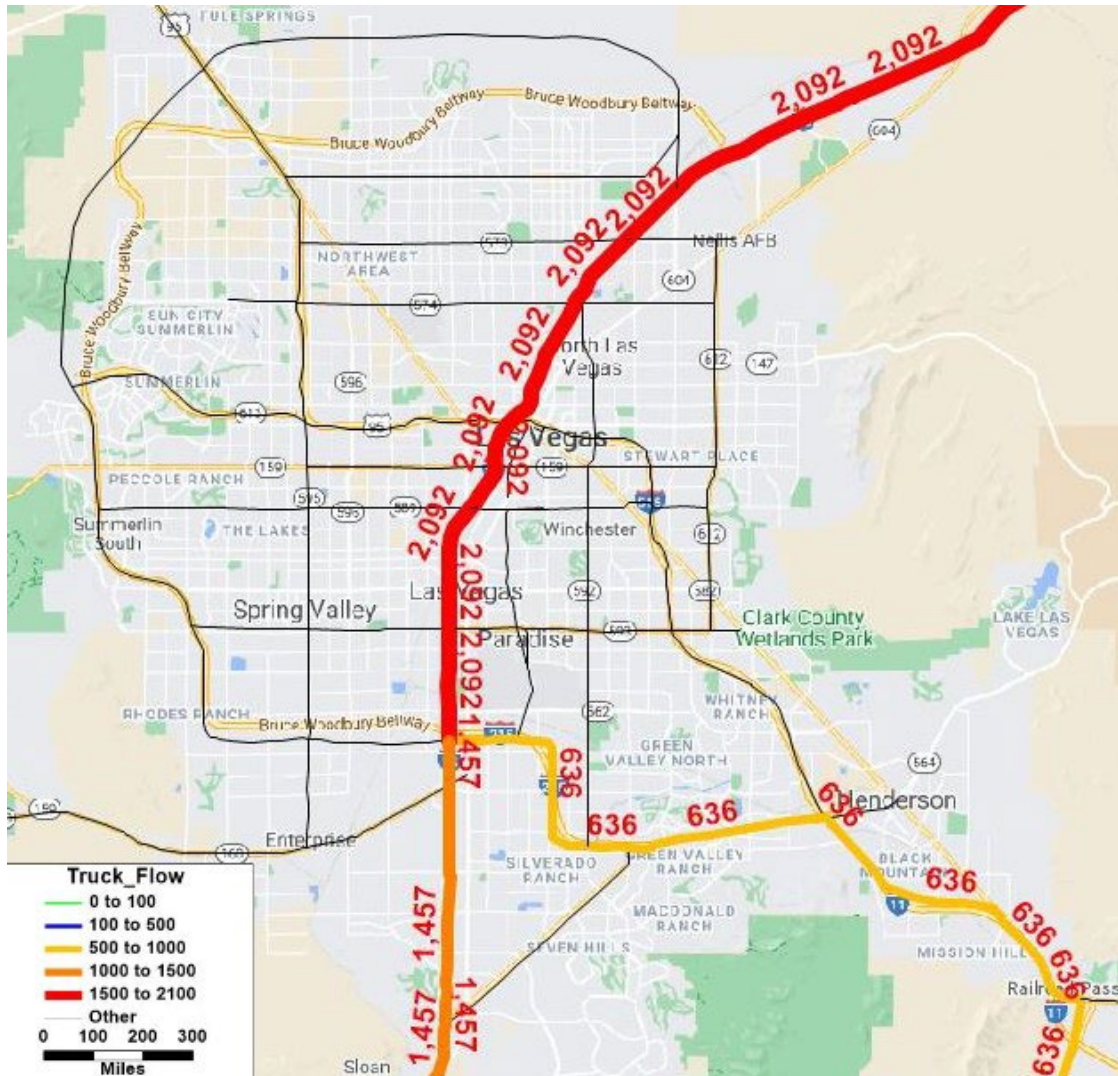 TULE SPRINGS
95
2,092
2,092
Bruce Woodbury Beltway
Bruce Woodbury Beltway
604
2,092
2,092
Nellis AFB
573
NORTHWEST
AREA
Bruce Woodbury Beltway
604
574
SUN CITY
SUMMERLIN
2,092
North Las
Vegas
612
147
SUMMERLIN
596
613
95
2,092
Las Vegas
2,092
159
159
STEWART PLACE
PECCOLE RANCH
595
596
589
515
Summerlin
South
THE LAKES
2,092
Winchester
612
2,092
Las Vegas
592
582
Spring Valley
Paradise
593
Clark County
Wetlands Park
LAKE LAS
VEGAS
2,092
WHITNEY
RANCH
RHODES RANCH
Bruce Woodbury Beltway
215
562
1,457
GREEN
VALLEY NORTH
636
564
159
636
636
636
Henderson
Enterprise
160
SILVERADO
RANCH
GREEN VALLEY
RANCH
BLACK
MOUNTAIN
636
11
MACDONALD
RANCH
1,457
SEVEN HILLS
636
MISSION HILLS
636
Railroad Pass
11
1,457
1,457
636
Sloan
Truck_Flow
0 to 100
100 to 500
500 to 1000
1000 to 1500
1500 to 2100
Other
0 100 200 300
Miles